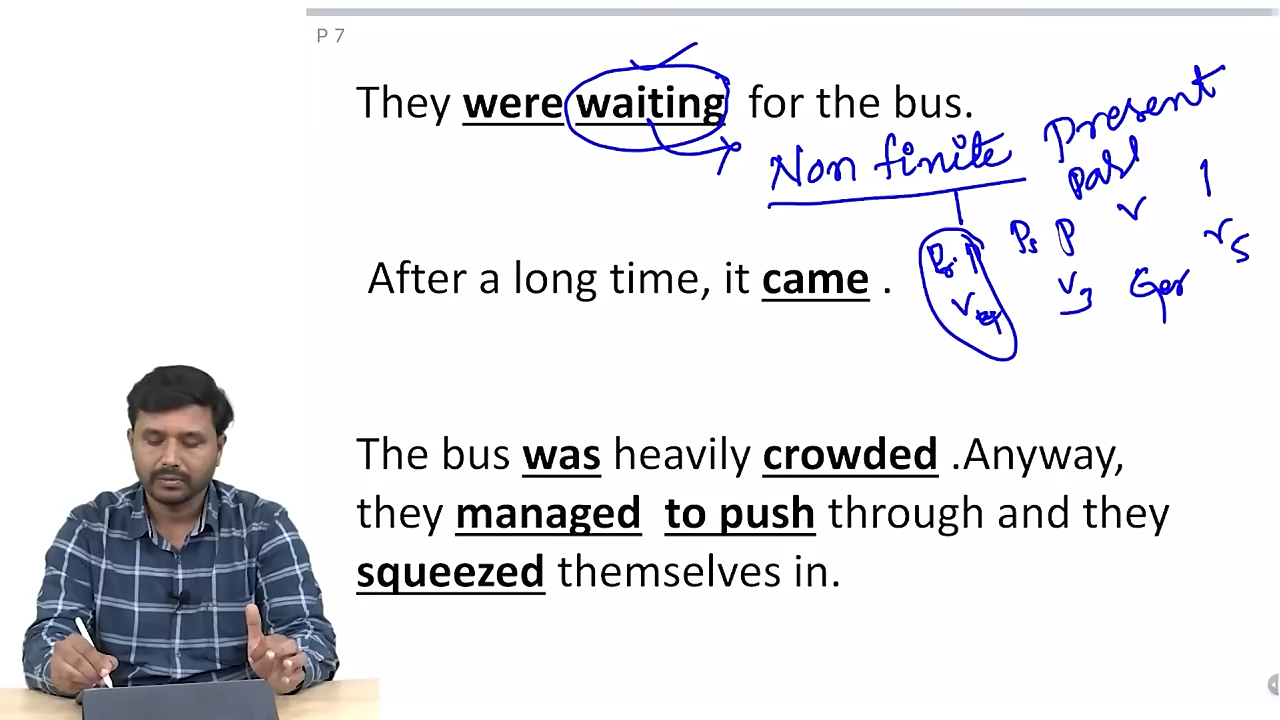 P 7
They were waiting for the bus.
Non finite
Present
Past
After a long time, it came .
V3 Ger
The bus was heavily crowded .Anyway,
they managed to push through and they
squeezed themselves in.